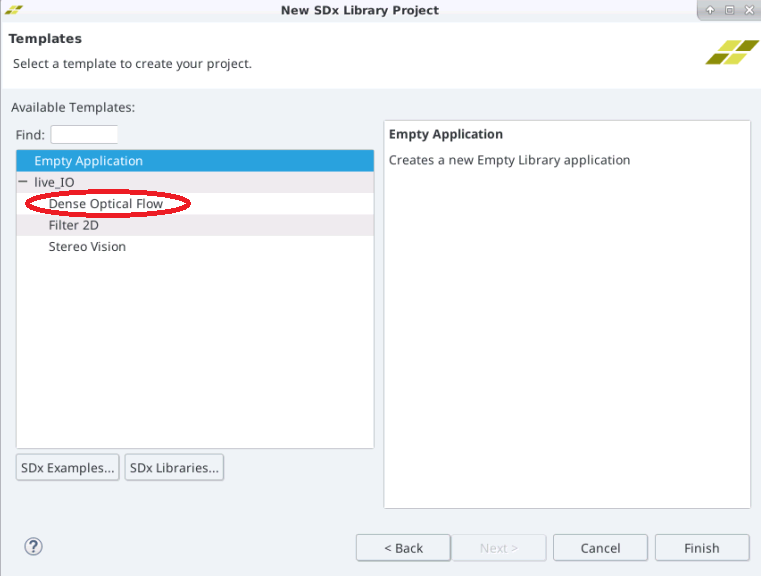 New SDx Library Project
Templates
Select a template to create your project.
Available Templates:
Find:
Empty Application
live_IO
Dense Optical Flow
Filter 2D
Stereo Vision
Empty Application
Creates a new Empty Library application
SDx Examples...
SDx Libraries...
?
< Back
Next >
Cancel
Finish